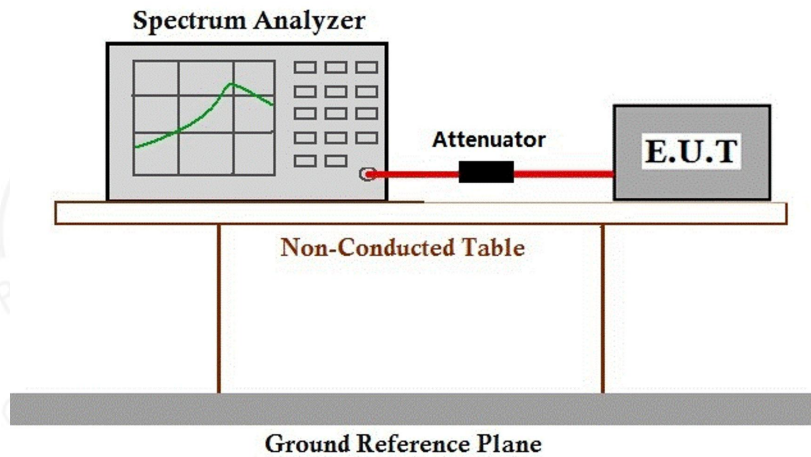 Spectrum Analyzer
Attenuator
E.U.T
Non-Conducted Table
Ground Reference Plane